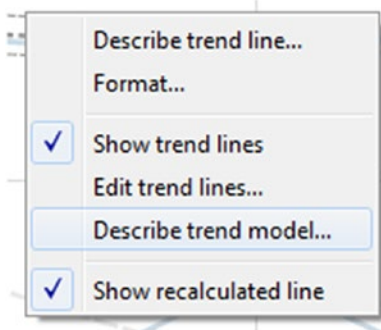 Describe trend line...
Format...
Show trend lines
Edit trend lines...
Describe trend model...
Show recalculated line